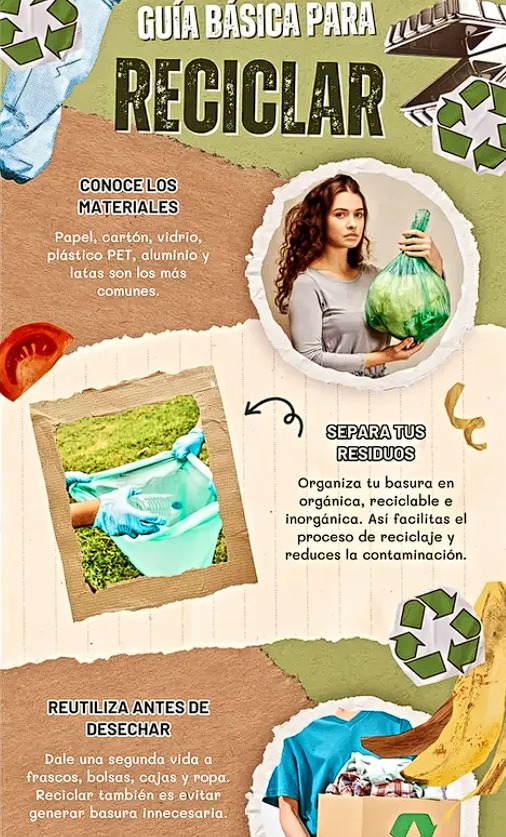 GUÍA BÁSICA PARA
RECICLAR
CONOCE LOS
MATERIALES
Papel, cartón, vidrio,
plástico PET, aluminio y
latas son los más
comunes.
SEPARA TUS
RESIDUOS
Organiza tu basura en
orgánica, reciclable e
inorgánica. Así facilitas el
proceso de reciclaje y
reduces la contaminación.
REUTILIZA ANTES DE
DESECHAR
Dale una segunda vida a
frascos, bolsas, cajas y ropa.
Reciclar también es evitar
generar basura innecesaria.